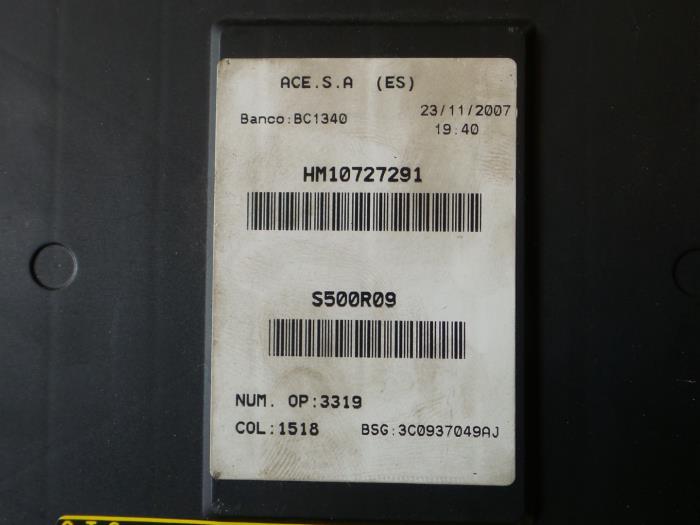 ACE.S.A (ES)
Banco:BC1340
23/11/2007
19:40
HM10727291
S500R09
NUM. OP:3319
COL:1518
BSG:3C0937049AJ